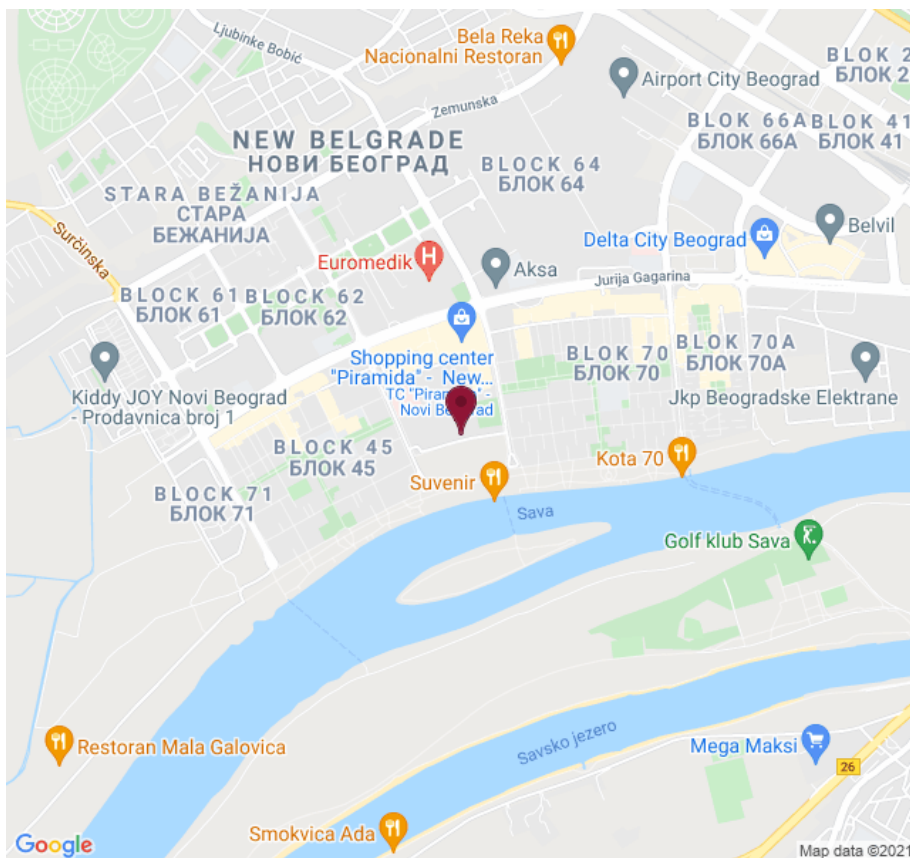 Ljubinke Bobić
Bela Reka
Nacionalni Restoran
Airport City Beograd
BLOK 2
БЛОК 2
Zemunska
BLOK 66A
БЛОК 66A
BLOK 41
БЛОК 41
NEW BELGRADE
НОВИ БЕОГРАД
BLOCK 64
БЛОК 64
STARA BEŽANIJA
СТАРА
БЕЖАНИЈА
Surčinska
Euromedik
Aksa
Delta City Beograd
Belvil
Jurija Gagarina
BLOCK 61
БЛОК 61
BLOCK 62
БЛОК 62
Shopping center
"Piramida" - New...
TC "Piramida" -
Novi Beograd
BLOK 70
БЛОК 70
BLOK 70A
БЛОК 70A
Kiddy JOY Novi Beograd
- Prodavnica broj 1
Jkp Beogradske Elektrane
BLOCK 45
БЛОК 45
Kota 70
Suvenir
BLOCK 71
БЛОК 71
Sava
Golf klub Sava
Restoran Mala Galovica
Savsko jezero
Mega Maksi
26
Smokvica Ada
Google
Map data ©2021